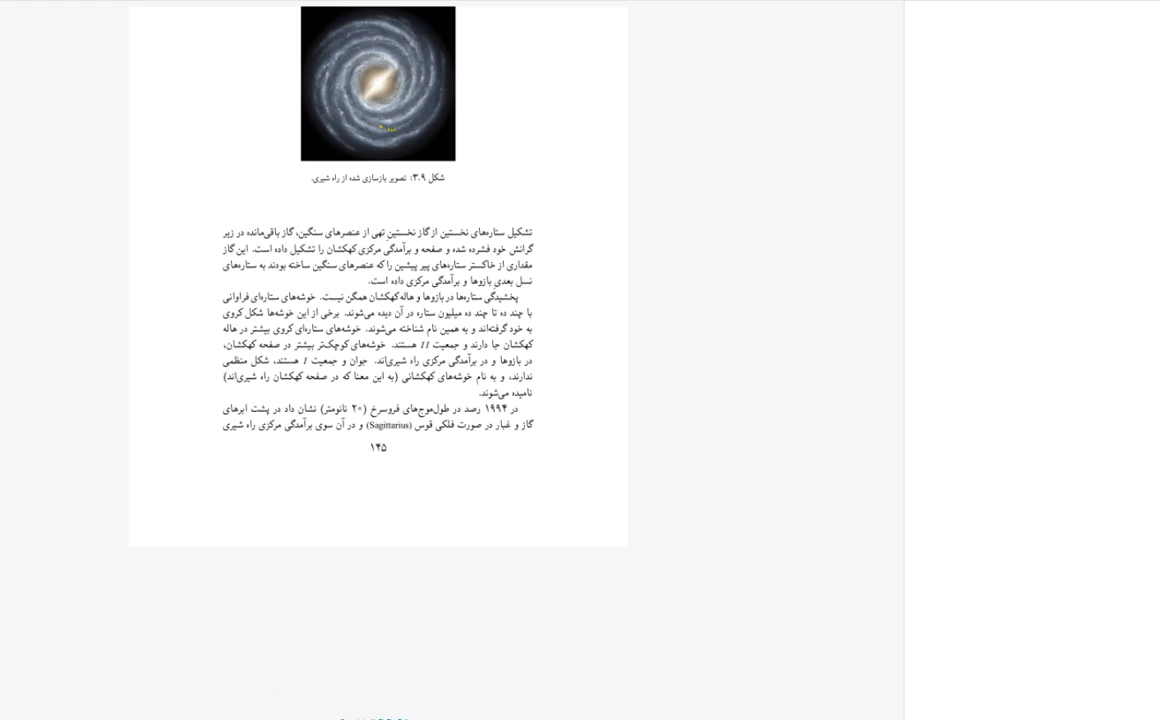 Sun
شکل ۳.۹: تصویر بازسازی شده از راه شیری.
تشکیل ستاره‌های نخستین از گاز نخستینِ تهی از عنصرهای سنگین، گاز باقی‌مانده در زیر
گرانش خود فشرده شده و صفحه و برآمدگی مرکزی کهکشان را تشکیل داده است. این گاز
مقداری از خاکستر ستاره‌های پیر پیشین را که عنصرهای سنگین ساخته بودند به ستاره‌های
نسل بعدیِ بازوها و برآمدگی مرکزی داده است.
پخشیدگی ستاره‌ها در بازوها و هاله کهکشان همگن نیست. خوشه‌های ستاره‌ای فراوانی
با چند ده تا چند ده میلیون ستاره در آن دیده می‌شوند. برخی از این خوشه‌ها شکل کروی
به خود گرفته‌اند و به همین نام شناخته می‌شوند. خوشه‌های ستاره‌ای کروی بیشتر در هاله
کهکشان جا دارند و جمعیت II هستند. خوشه‌های کوچک‌تر بیشتر در صفحه کهکشان،
در بازوها و در برآمدگی مرکزی راه شیری‌اند. جوان و جمعیت I هستند، شکل منظمی
ندارند، و به نام خوشه‌های کهکشانی (به این معنا که در صفحه کهکشان راه شیری‌اند)
نامیده می‌شوند.
در ۱۹۹۴ رصد در طول‌موج‌های فروسرخ (۲۰ نانومتر) نشان داد در پشت ابرهای
گاز و غبار در صورت فلکی قوس (Sagittarius) و در آن سوی برآمدگی مرکزی راه شیری
۱۴۵